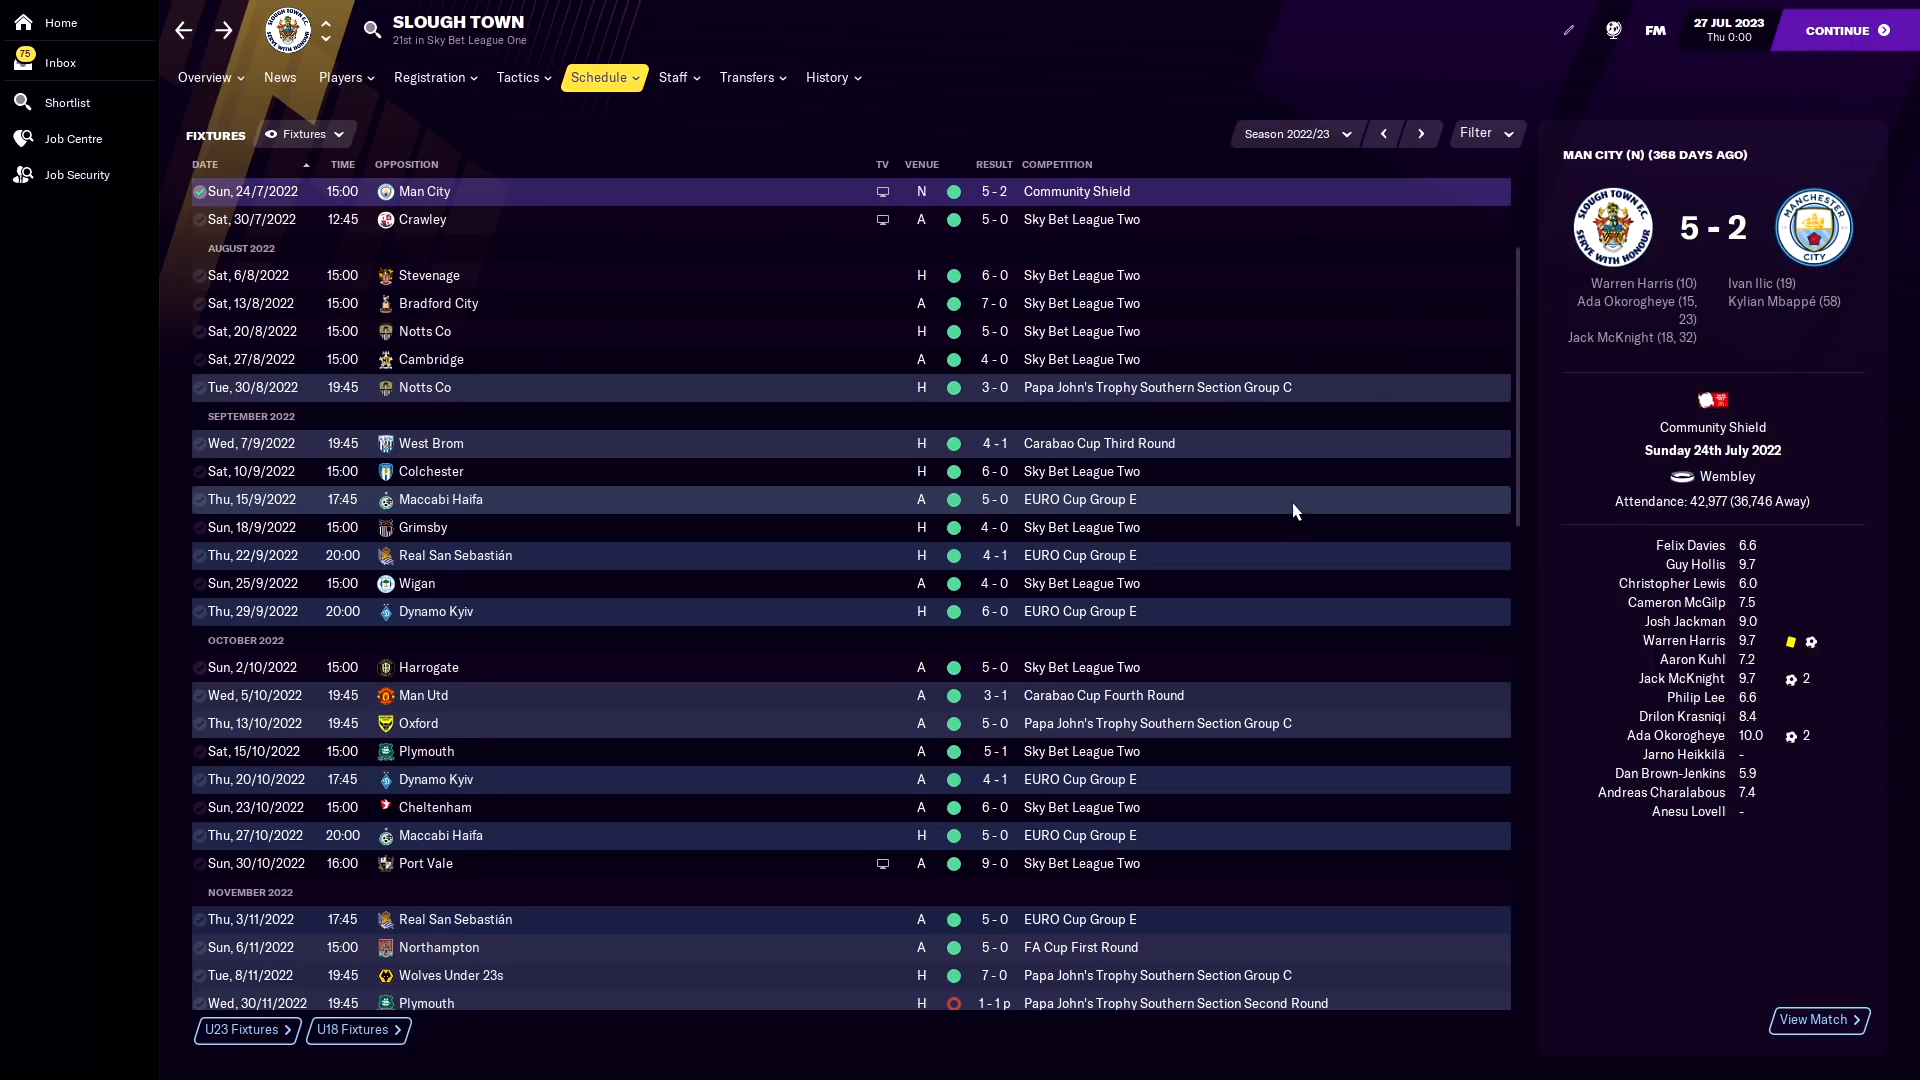 Home
75
Inbox
Shortlist
Job Centre
Job Security
SLOUGH TOWN F.C.
SERVE WITH HONOUR
SLOUGH TOWN
21st in Sky Bet League One
FM
27 JUL 2023
Thu 0:00
CONTINUE
Overview News Players Registration Tactics Schedule Staff Transfers History
FIXTURES Fixtures Season 2022/23 Filter
DATE TIME OPPOSITION TV VENUE RESULT COMPETITION
Sun, 24/7/2022 15:00 Man City N 5 - 2 Community Shield
Sat, 30/7/2022 12:45 Crawley A 5 - 0 Sky Bet League Two
AUGUST 2022
Sat, 6/8/2022 15:00 Stevenage H 6 - 0 Sky Bet League Two
Sat, 13/8/2022 15:00 Bradford City A 7 - 0 Sky Bet League Two
Sat, 20/8/2022 15:00 Notts Co H 5 - 0 Sky Bet League Two
Sat, 27/8/2022 15:00 Cambridge A 4 - 0 Sky Bet League Two
Tue, 30/8/2022 19:45 Notts Co H 3 - 0 Papa John's Trophy Southern Section Group C
SEPTEMBER 2022
Wed, 7/9/2022 19:45 West Brom H 4 - 1 Carabao Cup Third Round
Sat, 10/9/2022 15:00 Colchester H 6 - 0 Sky Bet League Two
Thu, 15/9/2022 17:45 Maccabi Haifa A 5 - 0 EURO Cup Group E
Sun, 18/9/2022 15:00 Grimsby H 4 - 0 Sky Bet League Two
Thu, 22/9/2022 20:00 Real San Sebastián H 4 - 1 EURO Cup Group E
Sun, 25/9/2022 15:00 Wigan A 4 - 0 Sky Bet League Two
Thu, 29/9/2022 20:00 Dynamo Kyiv H 6 - 0 EURO Cup Group E
OCTOBER 2022
Sun, 2/10/2022 15:00 Harrogate A 5 - 0 Sky Bet League Two
Wed, 5/10/2022 19:45 Man Utd A 3 - 1 Carabao Cup Fourth Round
Thu, 13/10/2022 19:45 Oxford A 5 - 0 Papa John's Trophy Southern Section Group C
Sat, 15/10/2022 15:00 Plymouth A 5 - 1 Sky Bet League Two
Thu, 20/10/2022 17:45 Dynamo Kyiv A 4 - 1 EURO Cup Group E
Sun, 23/10/2022 15:00 Cheltenham A 6 - 0 Sky Bet League Two
Thu, 27/10/2022 20:00 Maccabi Haifa H 5 - 0 EURO Cup Group E
Sun, 30/10/2022 16:00 Port Vale A 9 - 0 Sky Bet League Two
NOVEMBER 2022
Thu, 3/11/2022 17:45 Real San Sebastián A 5 - 0 EURO Cup Group E
Sun, 6/11/2022 15:00 Northampton A 5 - 0 FA Cup First Round
Tue, 8/11/2022 19:45 Wolves Under 23s H 7 - 0 Papa John's Trophy Southern Section Group C
Wed, 30/11/2022 19:45 Plymouth H 1 - 1 p Papa John's Trophy Southern Section Second Round
U23 Fixtures U18 Fixtures
MAN CITY (N) (368 DAYS AGO)
SLOUGH TOWN F.C.
SERVE WITH HONOUR
5 - 2
MANCHESTER
CITY
Warren Harris (10) Ivan Ilic (19)
Ada Okorogheye (15, Kylian Mbappé (58)
23)
Jack McKnight (18, 32)
Community Shield
Sunday 24th July 2022
Wembley
Attendance: 42,977 (36,746 Away)
Felix Davies 6.6
Guy Hollis 9.7
Christopher Lewis 6.0
Cameron McGilp 7.5
Josh Jackman 9.0
Warren Harris 9.7
Aaron Kuhl 7.2
Jack McKnight 9.7 2
Philip Lee 6.6
Drilon Krasniqi 8.4
Ada Okorogheye 10.0 2
Jarno Heikkilä -
Dan Brown-Jenkins 5.9
Andreas Charalabous 7.4
Anesu Lovell -
View Match